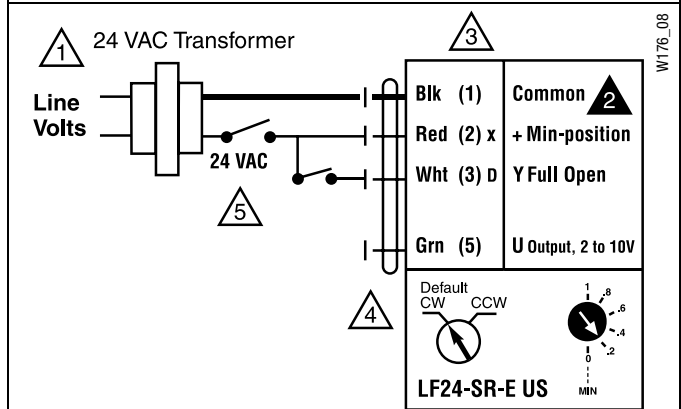 1 24 VAC Transformer
3
W176_08
Line
Volts
24 VAC
5
Blk (1) Common 2
Red (2) x + Min-position
Wht (3) D Y Full Open
Grn (5) U Output, 2 to 10V
4
Default
CW CCW
1
.8
.6
.4
.2
0
MIN
LF24-SR-E US